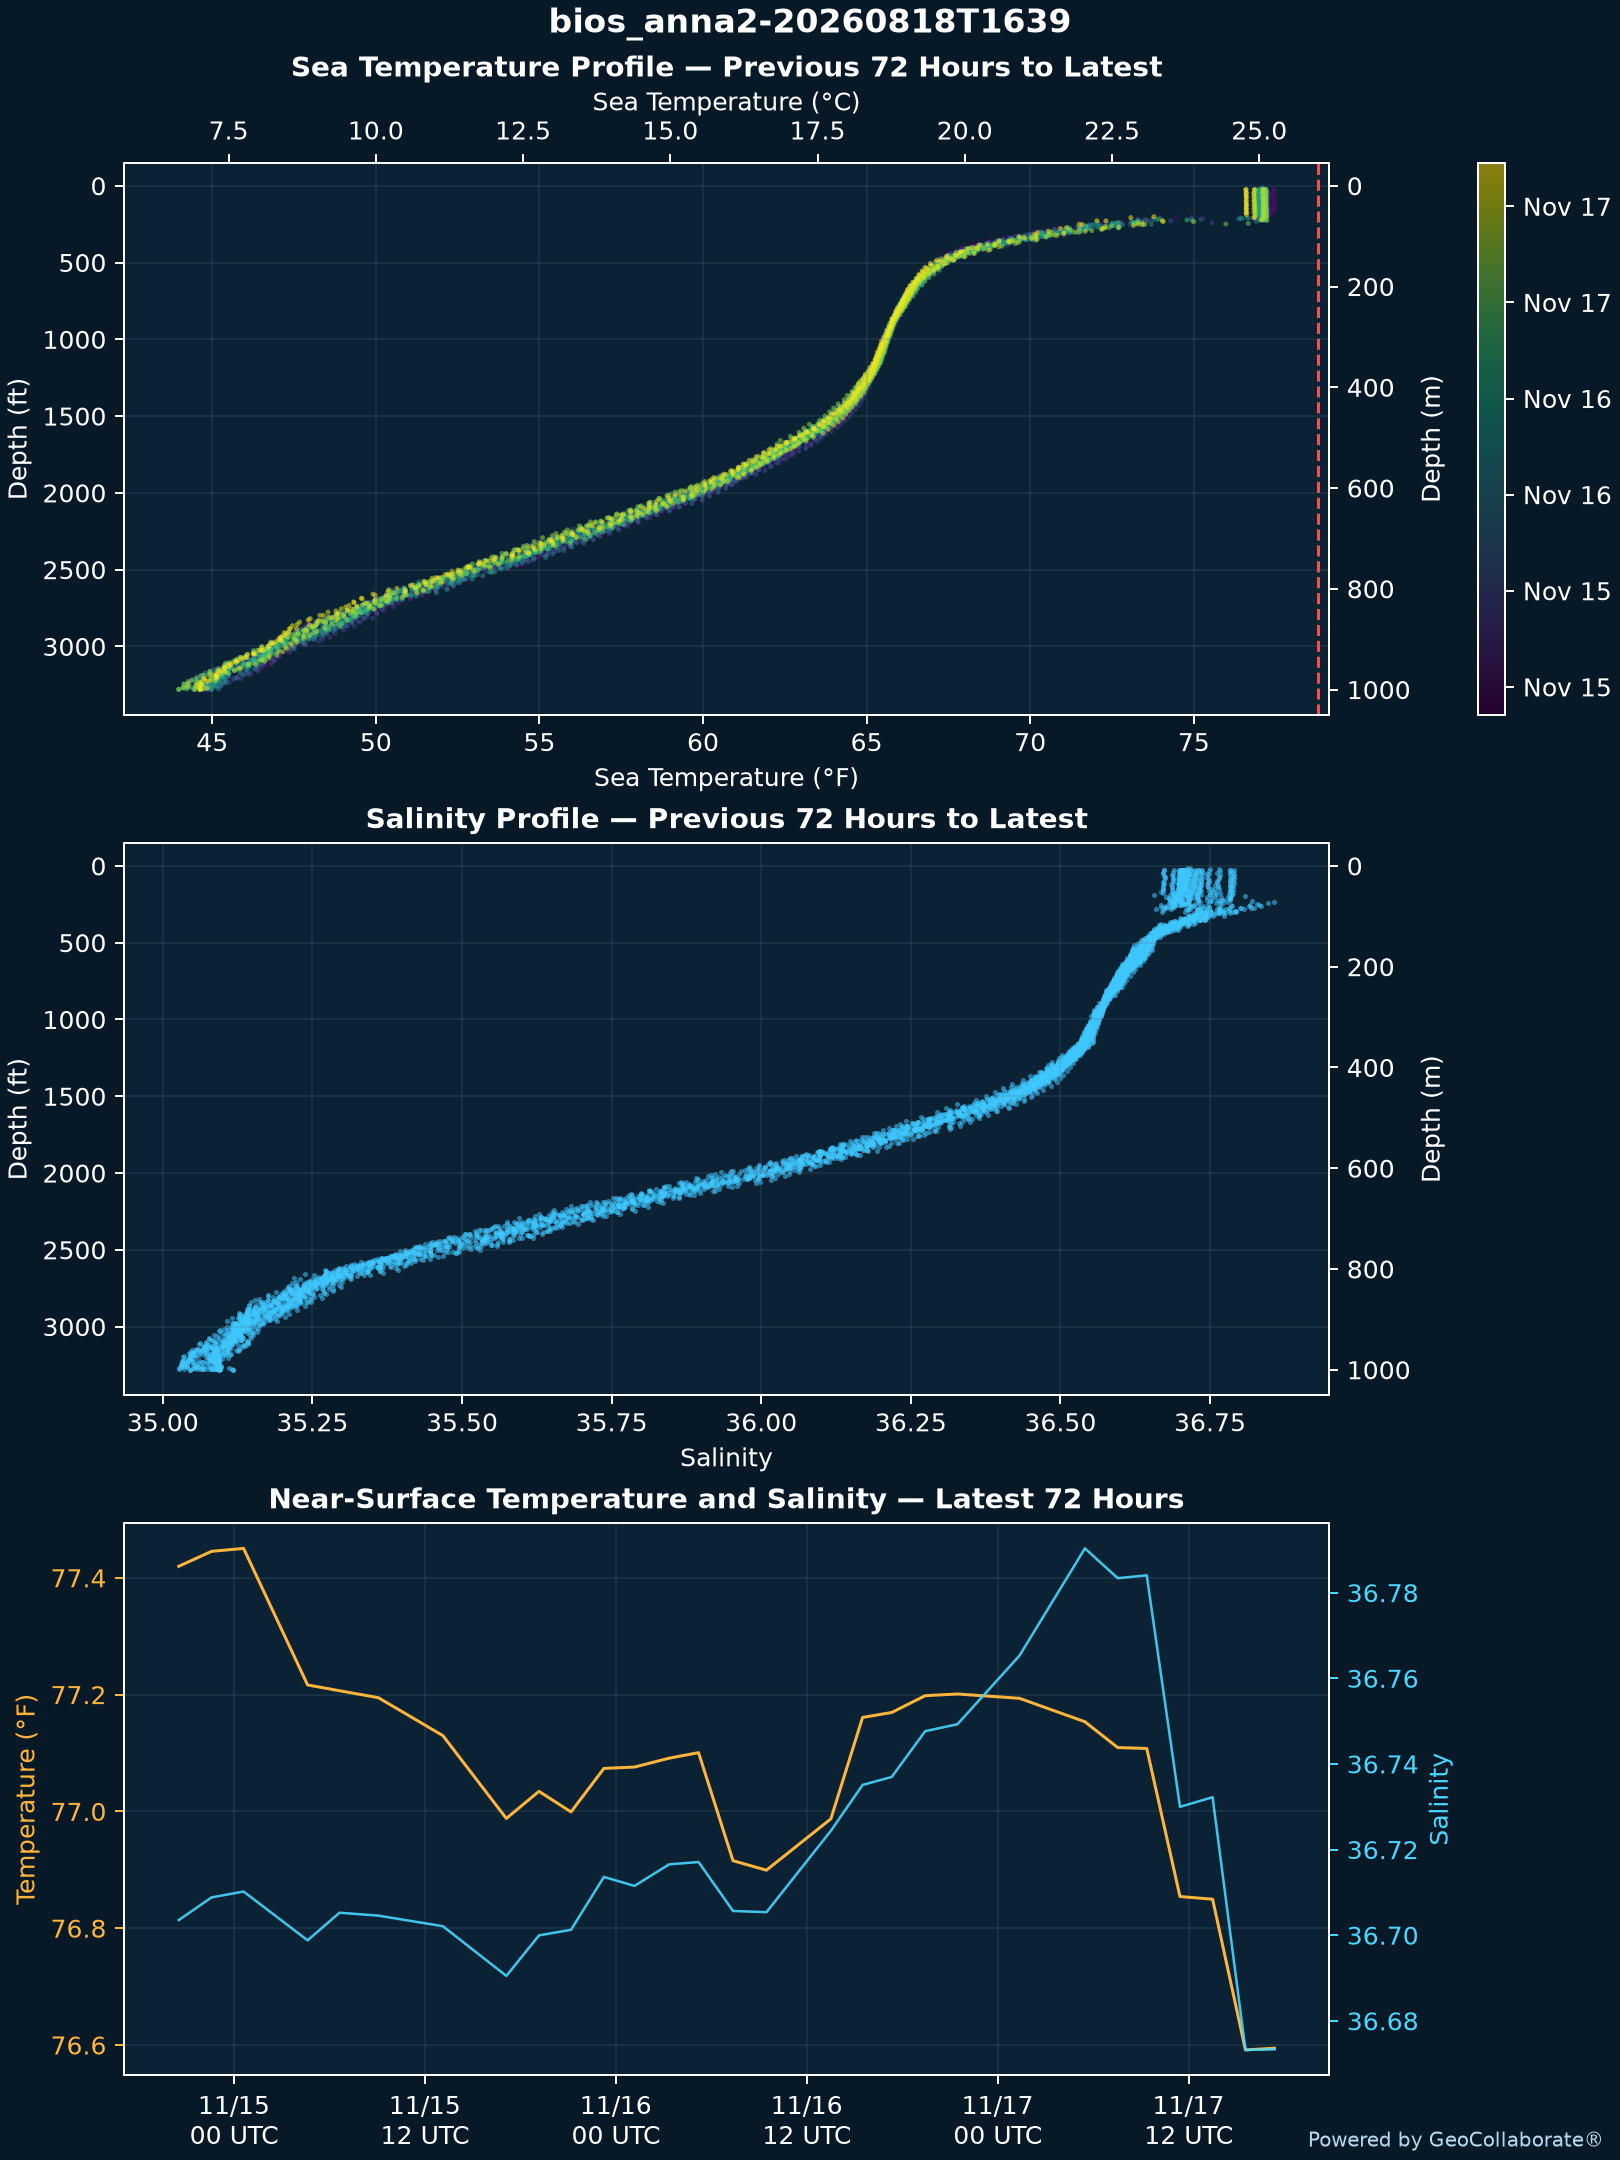 bios_anna2-20260818T1639
Sea Temperature Profile — Previous 72 Hours to Latest
Sea Temperature (°C)
7.5 10.0 12.5 15.0 17.5 20.0 22.5 25.0
0
500
1000
1500
2000
2500
3000
Depth (ft)
0
200
400
600
800
1000
Depth (m)
Nov 17
Nov 17
Nov 16
Nov 16
Nov 15
Nov 15
45 50 55 60 65 70 75
Sea Temperature (°F)
Salinity Profile — Previous 72 Hours to Latest
0
500
1000
1500
2000
2500
3000
Depth (ft)
0
200
400
600
800
1000
Depth (m)
35.00 35.25 35.50 35.75 36.00 36.25 36.50 36.75
Salinity
Near-Surface Temperature and Salinity — Latest 72 Hours
77.4
77.2
77.0
76.8
76.6
Temperature (°F)
36.78
36.76
36.74
36.72
36.70
36.68
Salinity
11/15 11/15 11/16 11/16 11/17 11/17
00 UTC 12 UTC 00 UTC 12 UTC 00 UTC 12 UTC
Powered by GeoCollaborate®